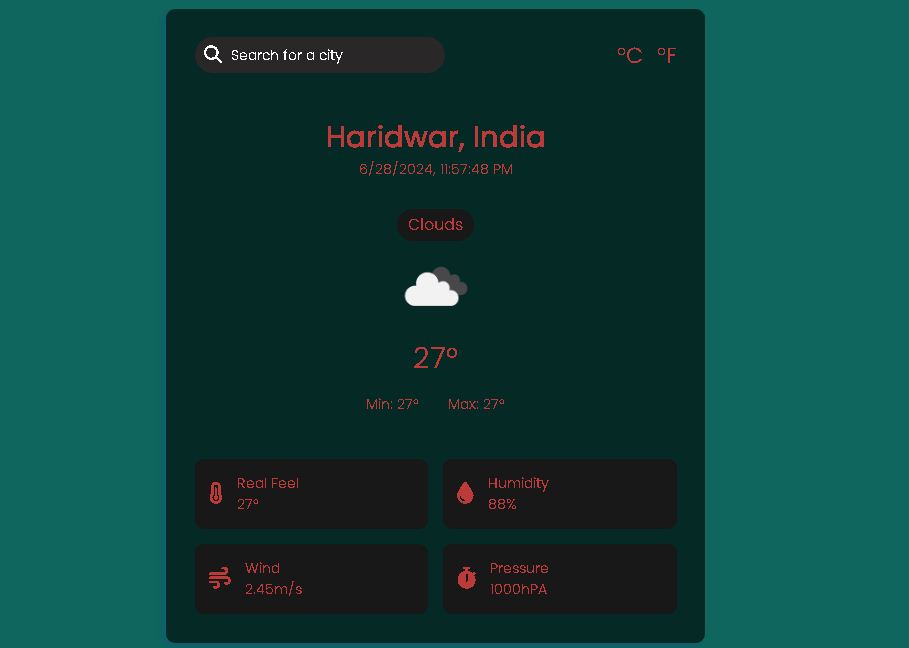 Search for a city
°C °F
Haridwar, India
6/28/2024, 11:57:48 PM
Clouds
27°
Min: 27° Max: 27°
Real Feel
27°
Humidity
88%
Wind
2.45m/s
Pressure
1000hPA